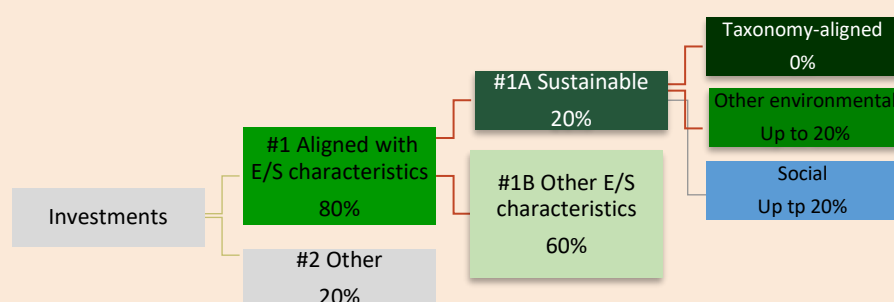 Investments
#1 Aligned with
E/S characteristics
80%
#2 Other
20%
#1A Sustainable
20%
#1B Other E/S
characteristics
60%
Taxonomy-aligned
0%
Other environmental
Up to 20%
Social
Up tp 20%